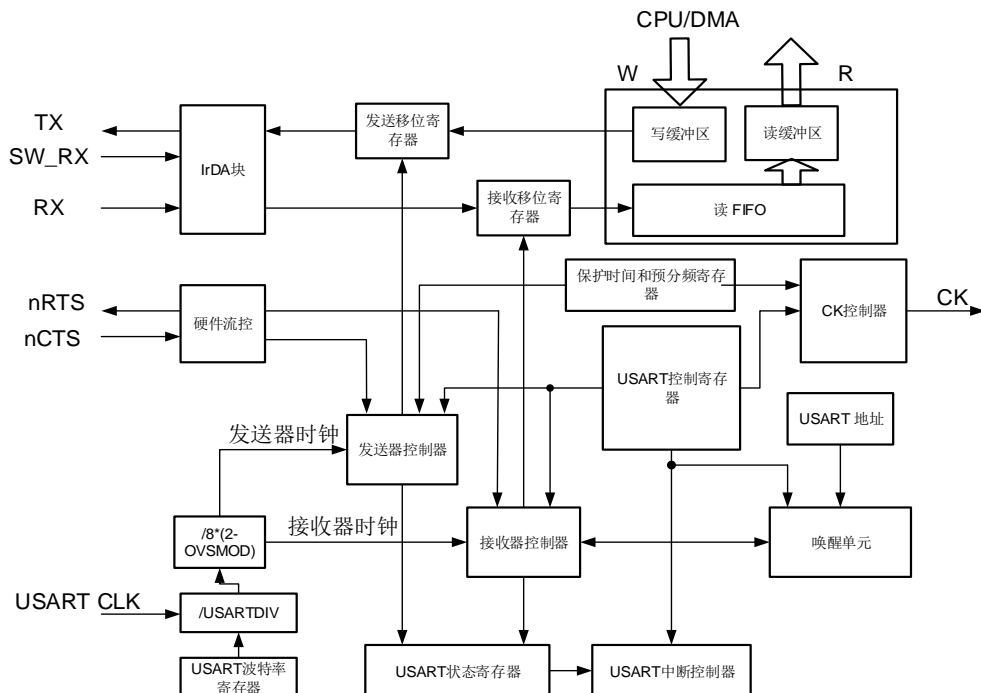 CPU/DMA
W
R
TX
SW_RX
RX
IrDA块
发送移位寄
存器
写缓冲区
读缓冲区
接收移位寄
存器
读 FIFO
nRTS
nCTS
硬件流控
保护时间和预分频寄存
器
CK控制器
CK
USART控制寄存
器
USART 地址
发送器时钟
发送器控制器
/8*(2-
OVSMOD)
接收器时钟
接收器控制器
唤醒单元
USART CLK
/USARTDIV
USART波特率
寄存器
USART状态寄存器
USART中断控制器